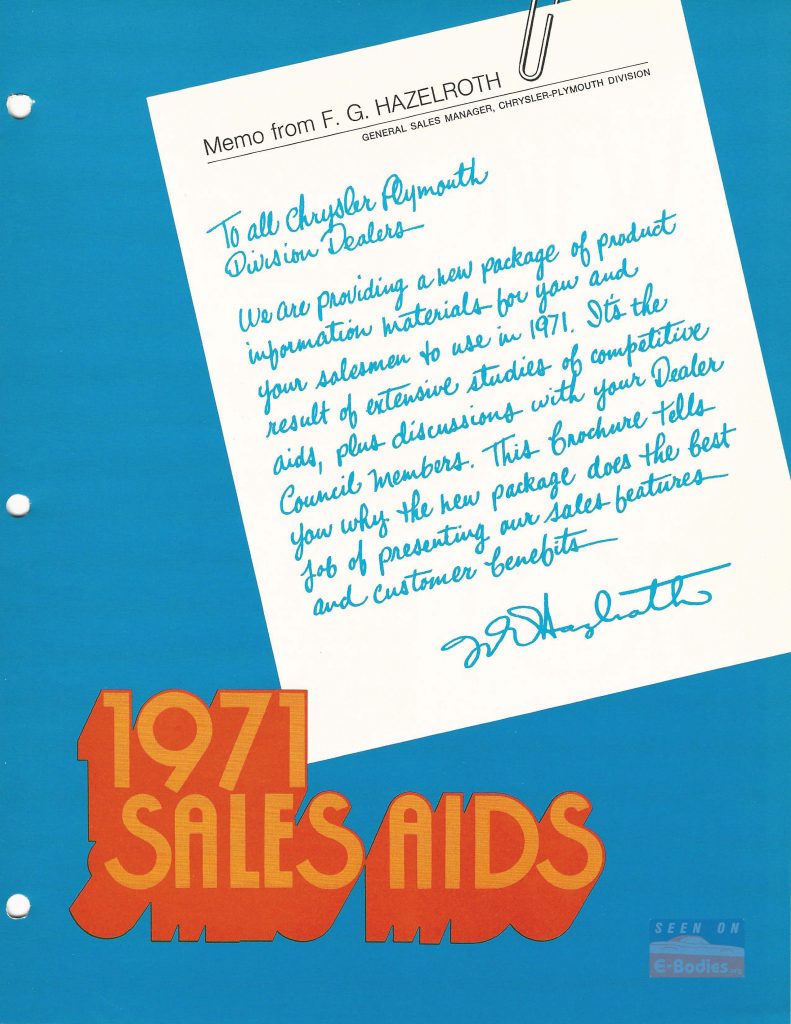 Memo from F. G. HAZELROTH
GENERAL SALES MANAGER, CHRYSLER-PLYMOUTH DIVISION
To all Chrysler Plymouth
Division Dealers—
We are providing a new package of product
information materials for you and
your salesmen to use in 1971. It's the
result of extensive studies of competitive
aids, plus discussions with your Dealer
Council Members. This brochure tells
you why the new package does the best
job of presenting our sales features
and customer benefits—
F. G. Hazelroth
1971
SALES AIDS
SEEN ON
E-Bodies.org